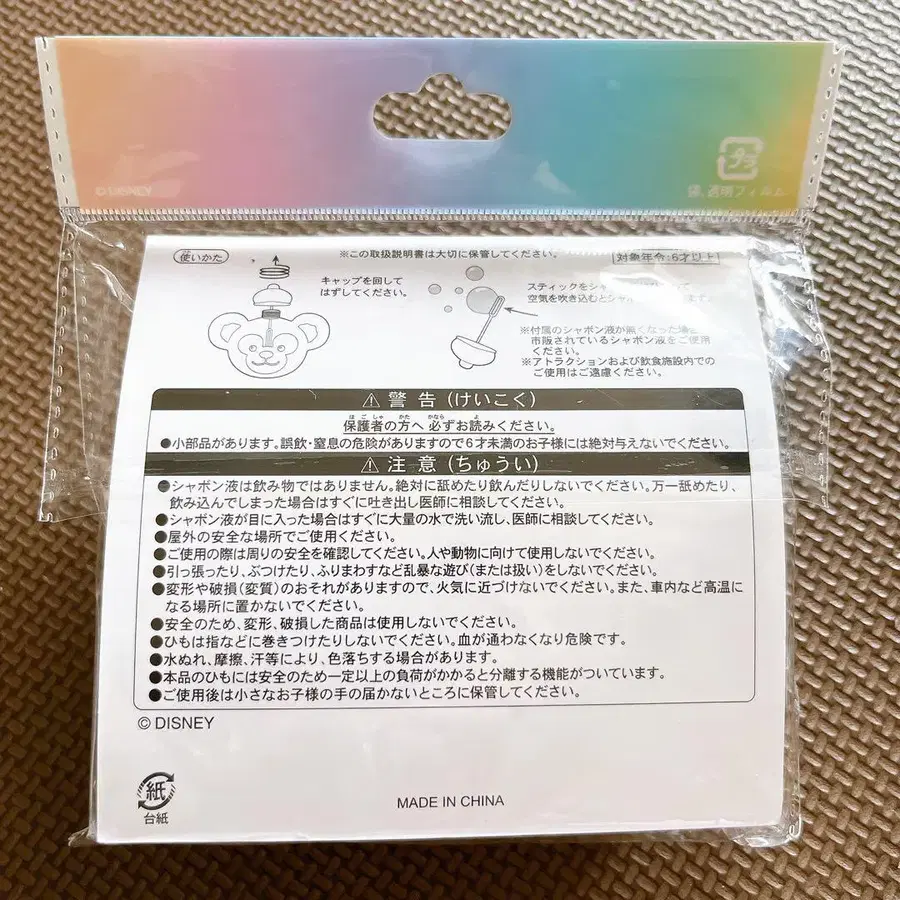 © DISNEY
プラ
袋、透明フィルム
使いかた
※この取扱説明書は大切に保管してください。
対象年令:6才以上
キャップを回して
はずしてください。
スティックをシャ
空気を吹き込むとシャボ
ます。
※付属のシャボン液が無くなった場合
市販されているシャボン液をご使用
ください。
※アトラクションおよび飲食施設内での
ご使用はご遠慮ください。
⚠ 警告(けいこく)
保護者の方へ 必ずお読みください。
●小部品があります。誤飲・窒息の危険がありますので6才未満のお子様には絶対与えないでください。
⚠ 注意(ちゅうい)
●シャボン液は飲み物ではありません。絶対に舐めたり飲んだりしないでください。万一舐めたり、
飲み込んでしまった場合はすぐに吐き出し医師に相談してください。
●シャボン液が目に入った場合はすぐに大量の水で洗い流し、医師に相談してください。
●屋外の安全な場所でご使用ください。
●ご使用の際は周りの安全を確認してください。人や動物に向けて使用しないでください。
●引っ張ったり、ぶつけたり、ふりまわすなど乱暴な遊び(または扱い)をしないでください。
●変形や破損(変質)のおそれがありますので、火気に近づけないでください。また、車内など高温に
なる場所に置かないでください。
●安全のため、変形、破損した商品は使用しないでください。
●ひもは指などに巻きつけたりしないでください。血が通わなくなり危険です。
●水ぬれ、摩擦、汗等により、色落ちする場合があります。
●本品のひもには安全のため一定以上の負荷がかかると分離する機能がついています。
●ご使用後は小さなお子様の手の届かないところに保管してください。
© DISNEY
紙
台紙
MADE IN CHINA